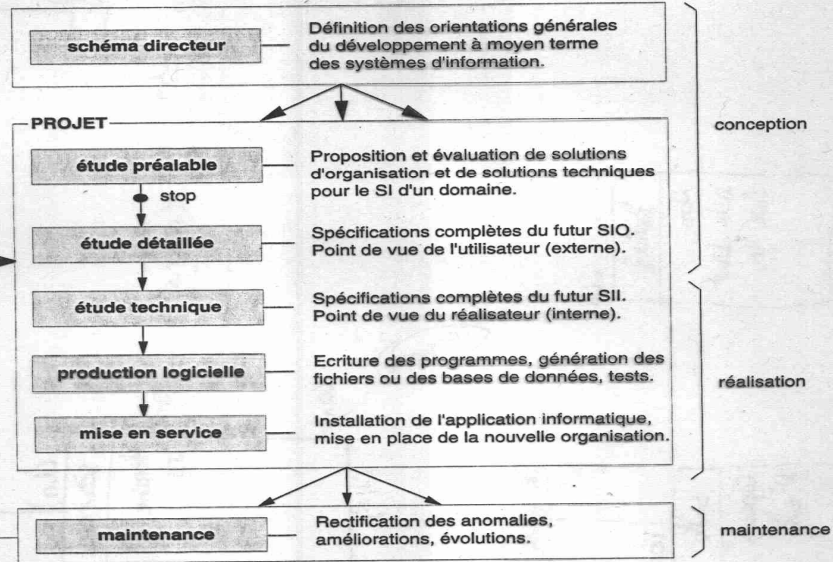 schéma directeur
Définition des orientations générales
du développement à moyen terme
des systèmes d'information.
conception
PROJET
étude préalable
Proposition et évaluation de solutions
d'organisation et de solutions techniques
pour le SI d'un domaine.
stop
étude détaillée
Spécifications complètes du futur SIO.
Point de vue de l'utilisateur (externe).
étude technique
Spécifications complètes du futur SII.
Point de vue du réalisateur (interne).
production logicielle
Ecriture des programmes, génération des
fichiers ou des bases de données, tests.
réalisation
mise en service
Installation de l'application informatique,
mise en place de la nouvelle organisation.
maintenance
Rectification des anomalies,
améliorations, évolutions.
maintenance